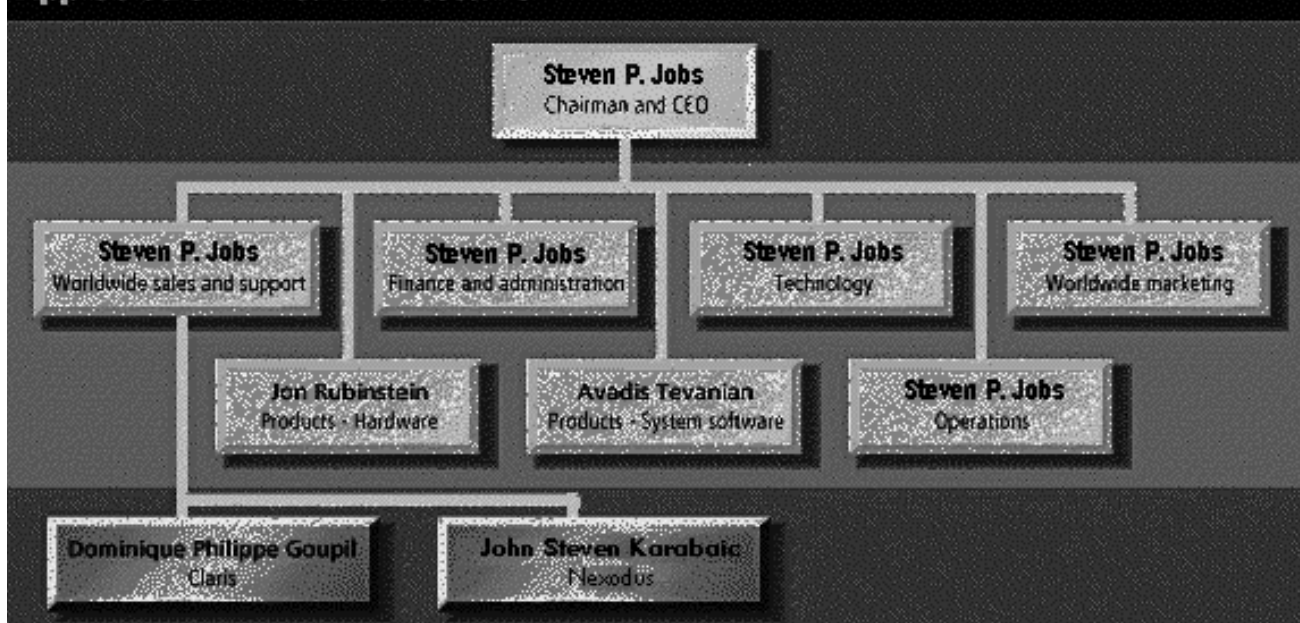 Steven P. Jobs
Chairman and CEO
Steven P. Jobs
Worldwide sales and support
Steven P. Jobs
Finance and administration
Steven P. Jobs
Technology
Steven P. Jobs
Worldwide marketing
Jon Rubinstein
Products - Hardware
Avadis Tevanian
Products - System software
Steven P. Jobs
Operations
Dominique Philippe Goupil
Claris
John Steven Karabaic
Nexodus